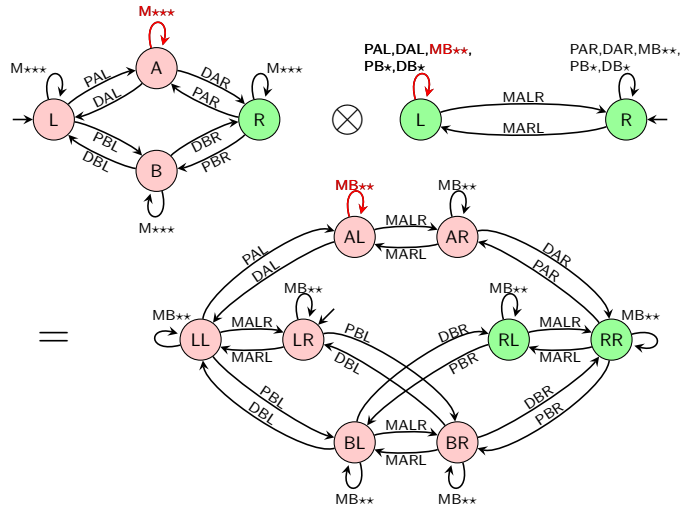 M⋆⋆⋆
PAL,DAL,MB⋆⋆,
PB⋆,DB⋆
PAR,DAR,MB⋆⋆,
PB⋆,DB⋆
M⋆⋆⋆
A
M⋆⋆⋆
PAL
DAR
DAL
PAR
MALR
L
R
⊗
L
R
MARL
PBL
DBR
DBL
PBR
B
M⋆⋆⋆
MB⋆⋆
MB⋆⋆
MALR
AL
AR
MARL
PAL
DAR
DAL
PAR
MB⋆⋆
MB⋆⋆
MB⋆⋆
MB⋆⋆
MALR
PBL
DBR
MALR
=
LL
LR
RL
RR
MARL
DBL
PBR
MARL
PBL
DBR
DBL
PBR
MALR
BL
BR
MARL
MB⋆⋆
MB⋆⋆